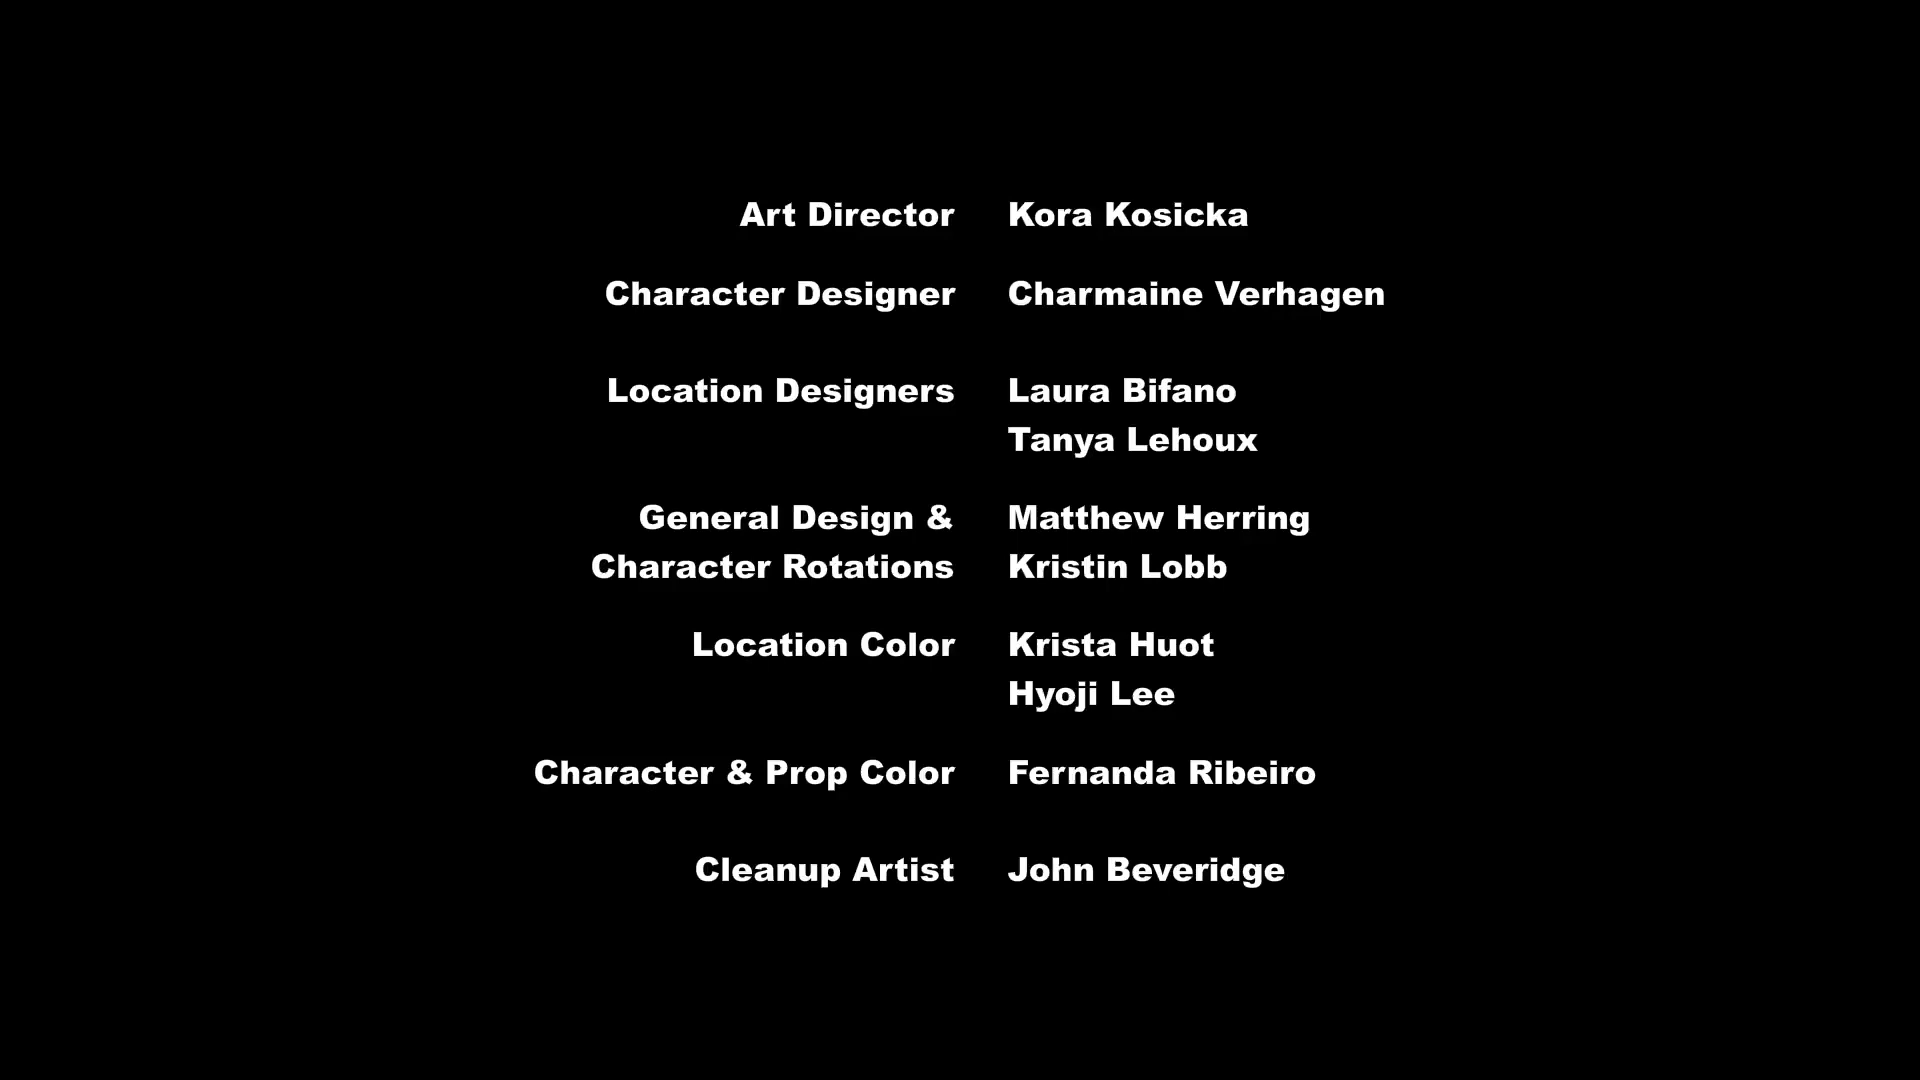 Art Director Kora Kosicka
Character Designer Charmaine Verhagen
Location Designers Laura Bifano
Tanya Lehoux
General Design & Matthew Herring
Character Rotations Kristin Lobb
Location Color Krista Huot
Hyoji Lee
Character & Prop Color Fernanda Ribeiro
Cleanup Artist John Beveridge